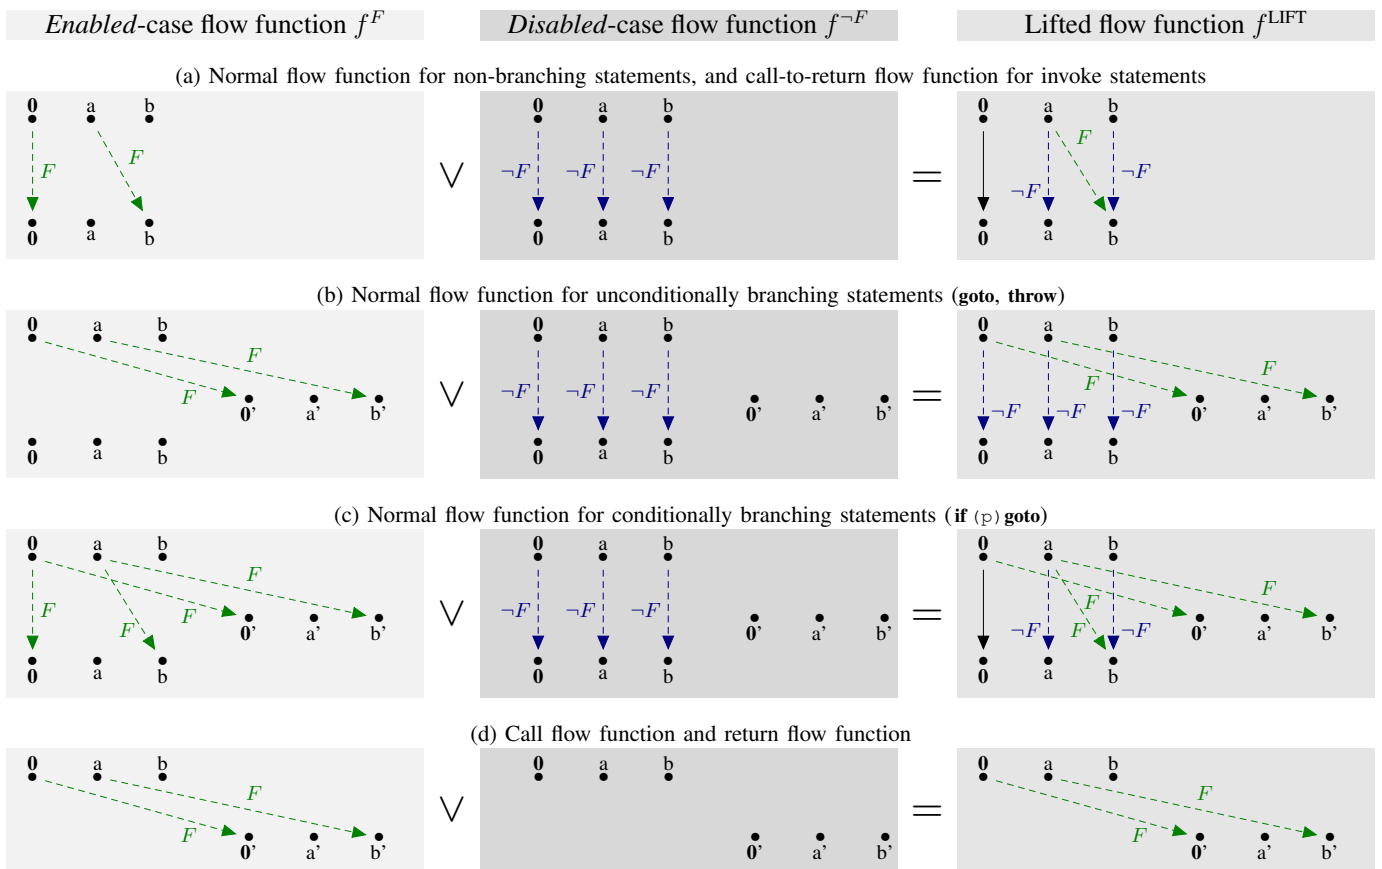 Enabled-case flow function f^F Disabled-case flow function f^¬F Lifted flow function f^LIFT
(a) Normal flow function for non-branching statements, and call-to-return flow function for invoke statements
0 a b 0 a b 0 a b
F F ∨ ¬F ¬F ¬F = ¬F F ¬F
0 a b 0 a b 0 a b
(b) Normal flow function for unconditionally branching statements (goto, throw)
0 a b 0 a b 0 a b
F F ∨ ¬F ¬F ¬F = F F
0' a' b' 0' a' b' ¬F ¬F ¬F 0' a' b'
0 a b 0 a b 0 a b
(c) Normal flow function for conditionally branching statements (if (p) goto)
0 a b 0 a b 0 a b
F F F F ∨ ¬F ¬F ¬F = ¬F F F ¬F F
0' a' b' 0' a' b' 0' a' b'
0 a b 0 a b 0 a b
(d) Call flow function and return flow function
0 a b 0 a b 0 a b
F F ∨ = F F
0' a' b' 0' a' b' 0' a' b'